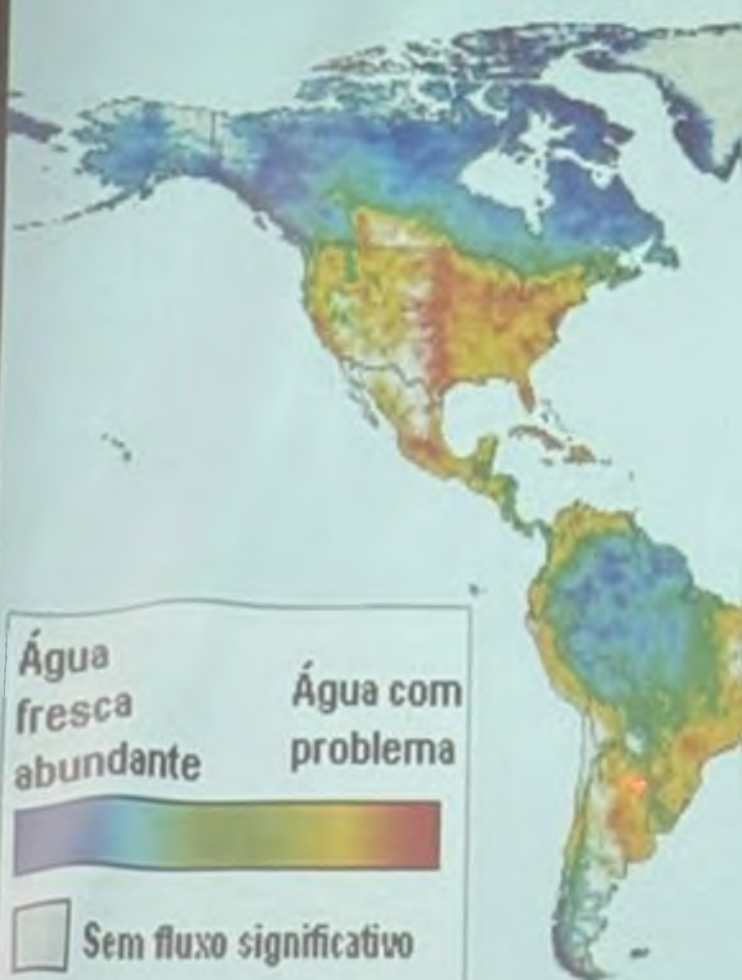 Água
fresca
abundante
Água com
problema
Sem fluxo significativo